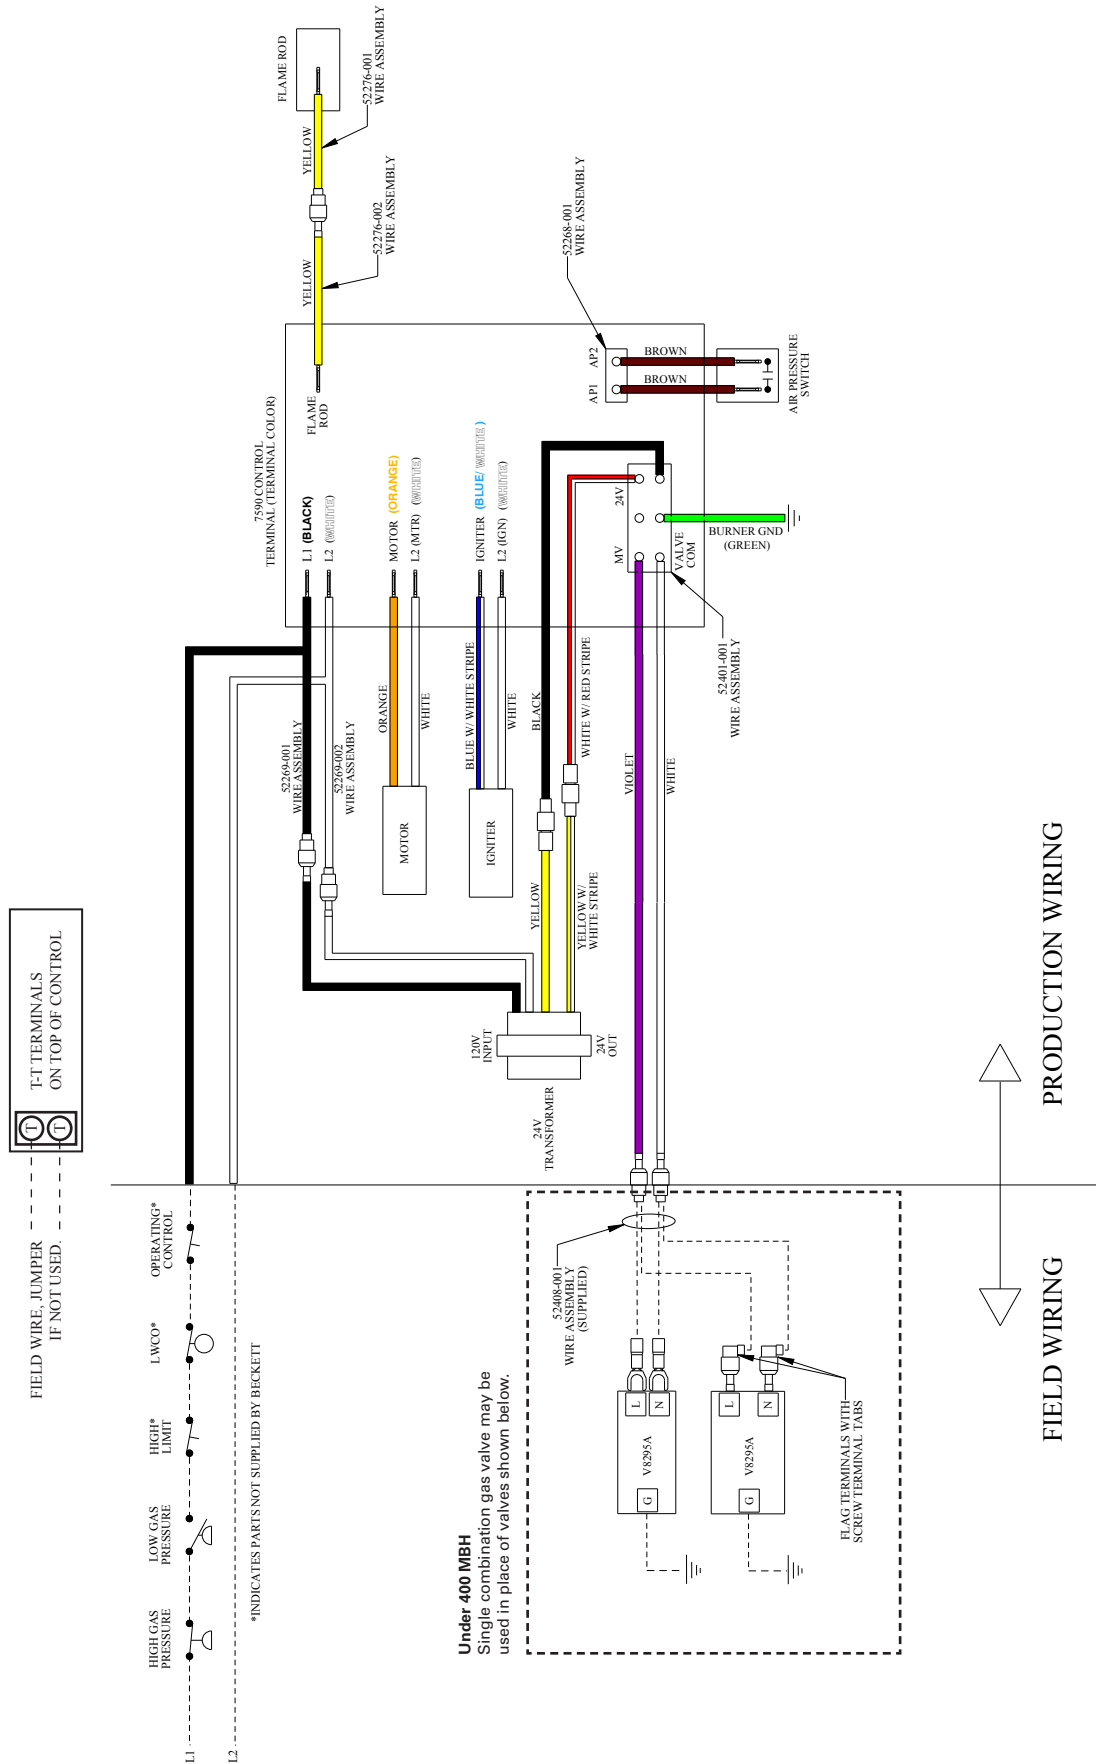 FIELD WIRE, JUMPER
IF NOT USED.
T
T
T-T TERMINALS
ON TOP OF CONTROL
L1
L2
HIGH GAS
PRESSURE
LOW GAS
PRESSURE
HIGH*
LIMIT
LWCO*
OPERATING*
CONTROL
*INDICATES PARTS NOT SUPPLIED BY BECKETT
52269-001
WIRE ASSEMBLY
52269-002
WIRE ASSEMBLY
7590 CONTROL
TERMINAL (TERMINAL COLOR)
L1 (BLACK)
L2 (WHITE)
FLAME
ROD
YELLOW
YELLOW
FLAME ROD
52276-001
WIRE ASSEMBLY
52276-002
WIRE ASSEMBLY
MOTOR
ORANGE
WHITE
MOTOR (ORANGE)
L2 (MTR) (WHITE)
IGNITER
BLUE W/ WHITE STRIPE
WHITE
IGNITER (BLUE/ WHITE )
L2 (IGN) (WHITE)
120V
INPUT
24V
OUT
24V
TRANSFORMER
YELLOW
YELLOW W/
WHITE STRIPE
BLACK
WHITE W/ RED STRIPE
VIOLET
WHITE
MV
24V
VALVE
COM
BURNER GND
(GREEN)
52401-001
WIRE ASSEMBLY
52268-001
WIRE ASSEMBLY
AP1
AP2
BROWN
BROWN
AIR PRESSURE
SWITCH
Under 400 MBH
Single combination gas valve may be
used in place of valves shown below.
52408-001
WIRE ASSEMBLY
(SUPPLIED)
G
V8295A
L
N
G
V8295A
L
N
FLAG TERMINALS WITH
SCREW TERMINAL TABS
FIELD WIRING
PRODUCTION WIRING